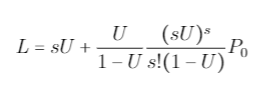 L = sU + \frac{U}{1-U} \frac{(sU)^s}{s!(1-U)} P_0